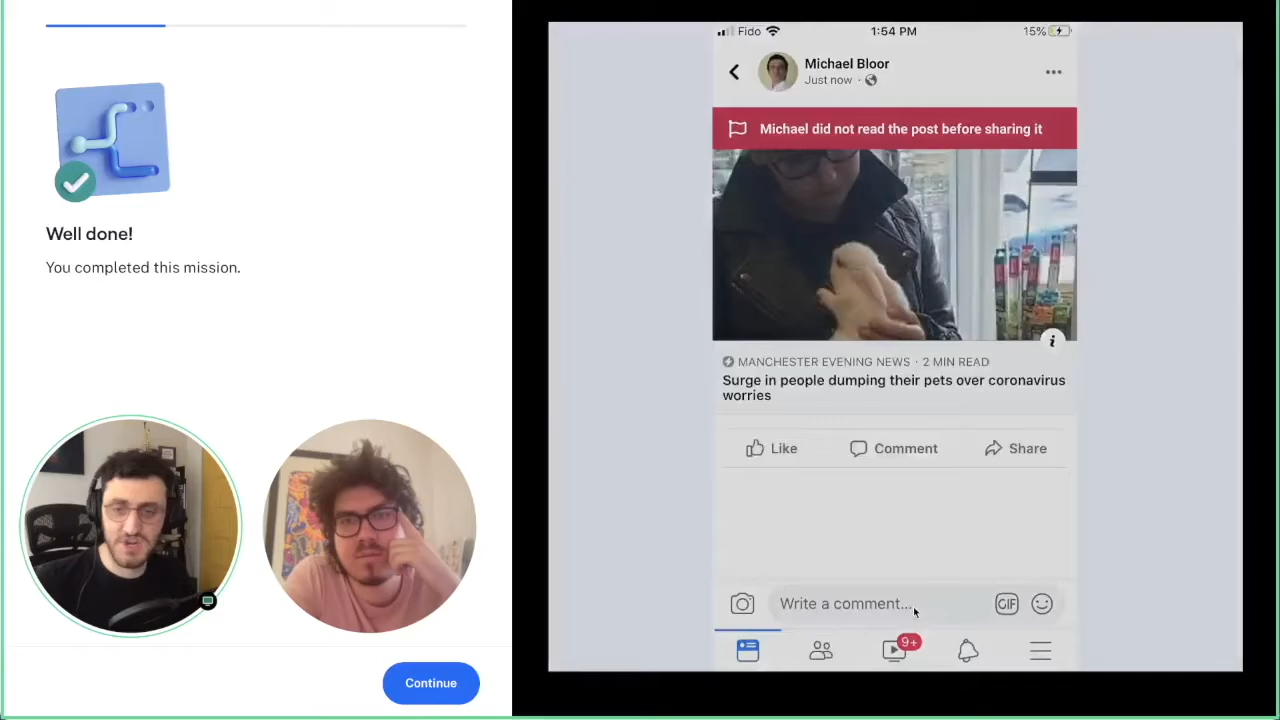 Well done!
You completed this mission.
Continue
Fido
1:54 PM
15%
Michael Bloor
Just now ·
Michael did not read the post before sharing it
MANCHESTER EVENING NEWS · 2 MIN READ
Surge in people dumping their pets over coronavirus
worries
Like
Comment
Share
Write a comment...
GIF
9+